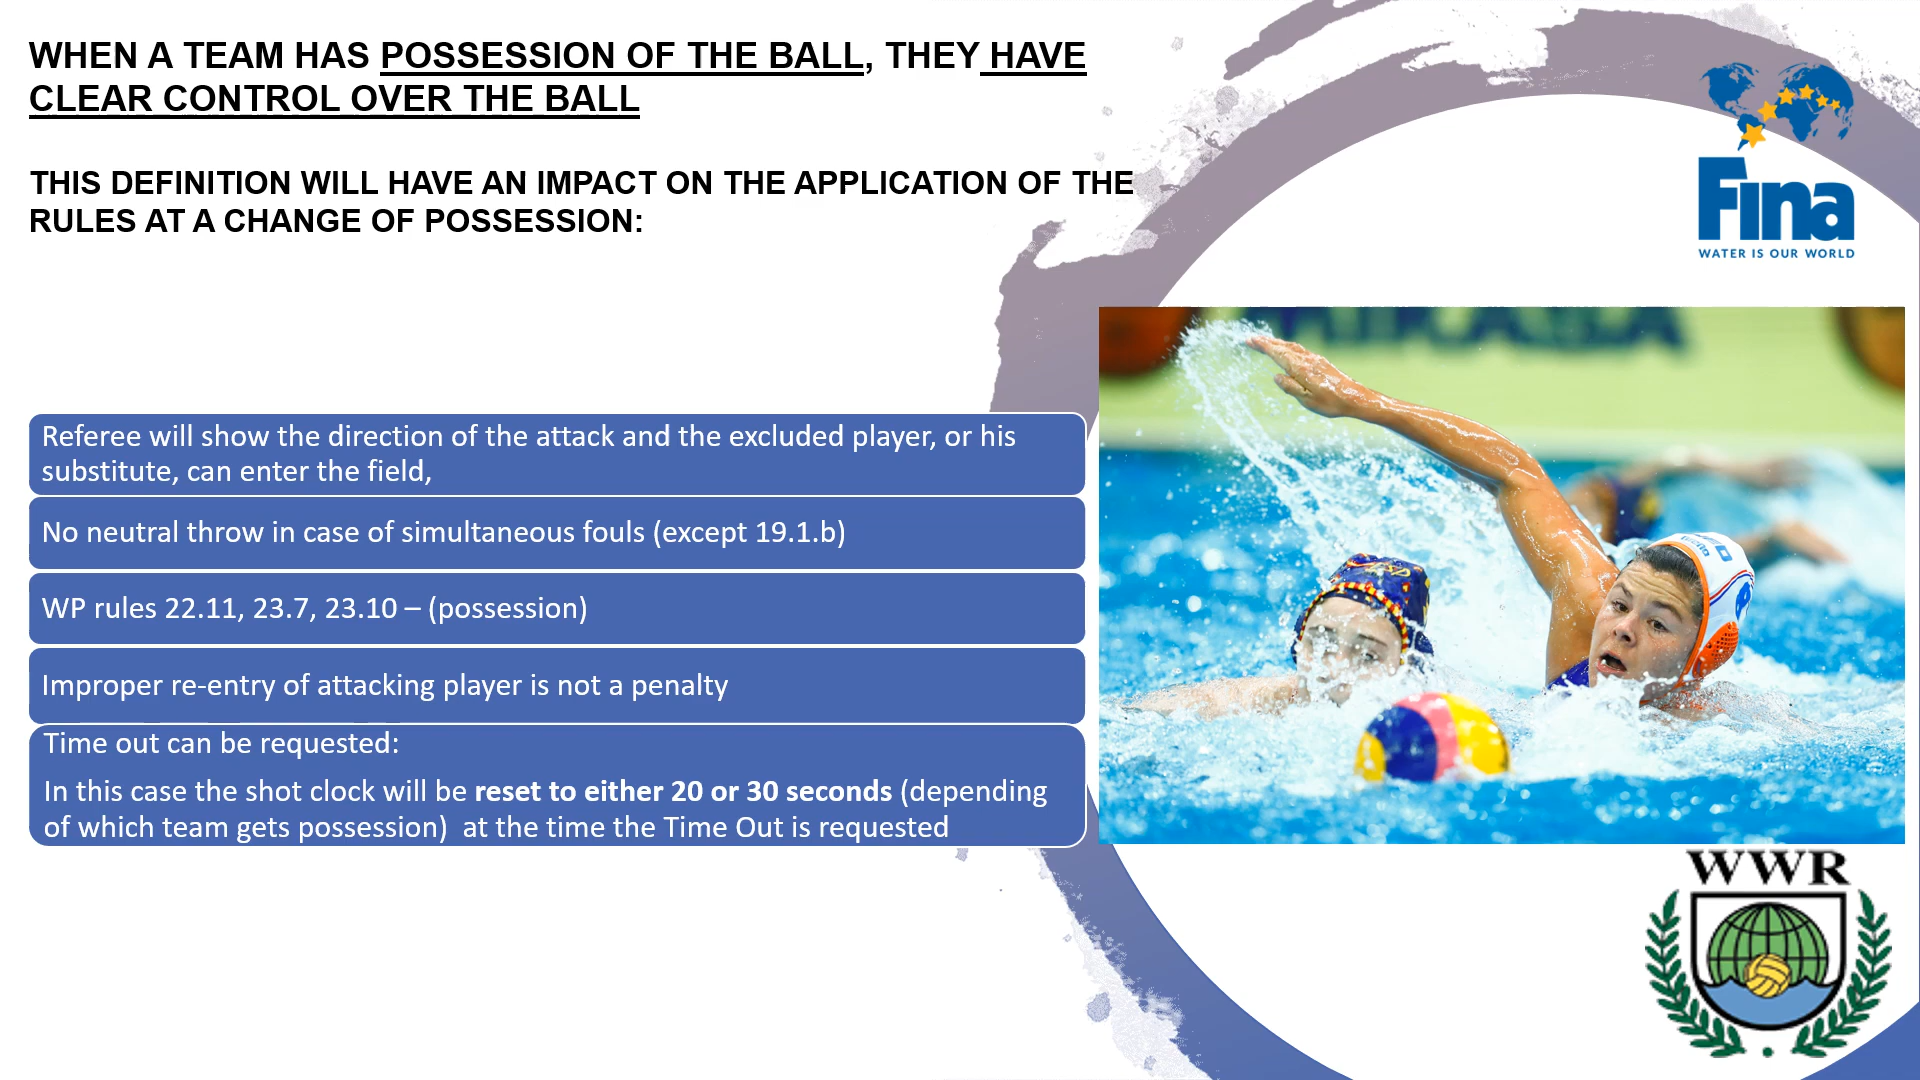 WHEN A TEAM HAS POSSESSION OF THE BALL, THEY HAVE
CLEAR CONTROL OVER THE BALL
THIS DEFINITION WILL HAVE AN IMPACT ON THE APPLICATION OF THE
RULES AT A CHANGE OF POSSESSION:
Fina
WATER IS OUR WORLD
Referee will show the direction of the attack and the excluded player, or his
substitute, can enter the field,
No neutral throw in case of simultaneous fouls (except 19.1.b)
WP rules 22.11, 23.7, 23.10 – (possession)
Improper re-entry of attacking player is not a penalty
Time out can be requested:
In this case the shot clock will be reset to either 20 or 30 seconds (depending
of which team gets possession)  at the time the Time Out is requested
WWR